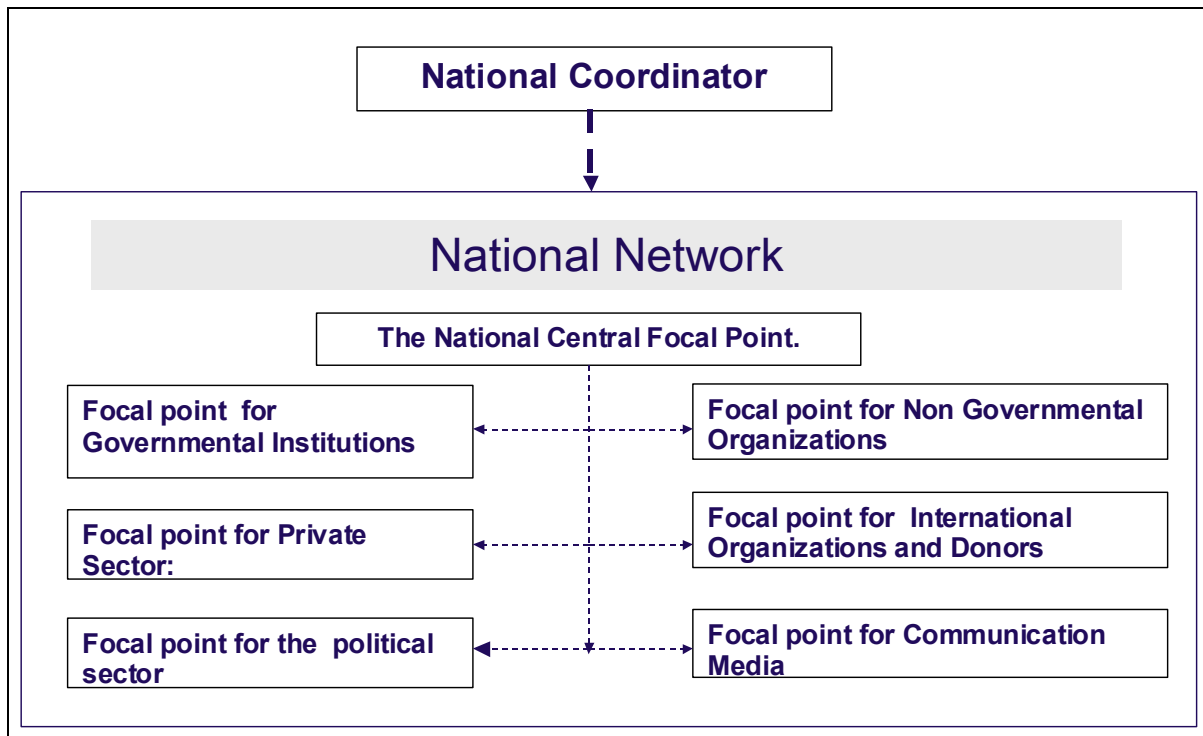 National Coordinator
National Network
The National Central Focal Point.
Focal point for
Governmental Institutions
Focal point for Non Governmental
Organizations
Focal point for Private
Sector:
Focal point for International
Organizations and Donors
Focal point for the political
sector
Focal point for Communication
Media